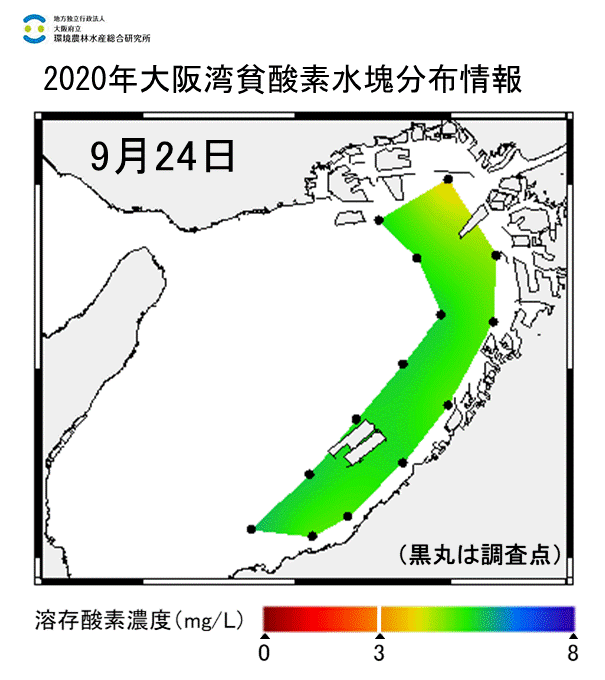 地方独立行政法人
大阪府立
環境農林水産総合研究所
2020年大阪湾貧酸素水塊分布情報
9月24日
(黒丸は調査点)
溶存酸素濃度(mg/L)
0 3 8